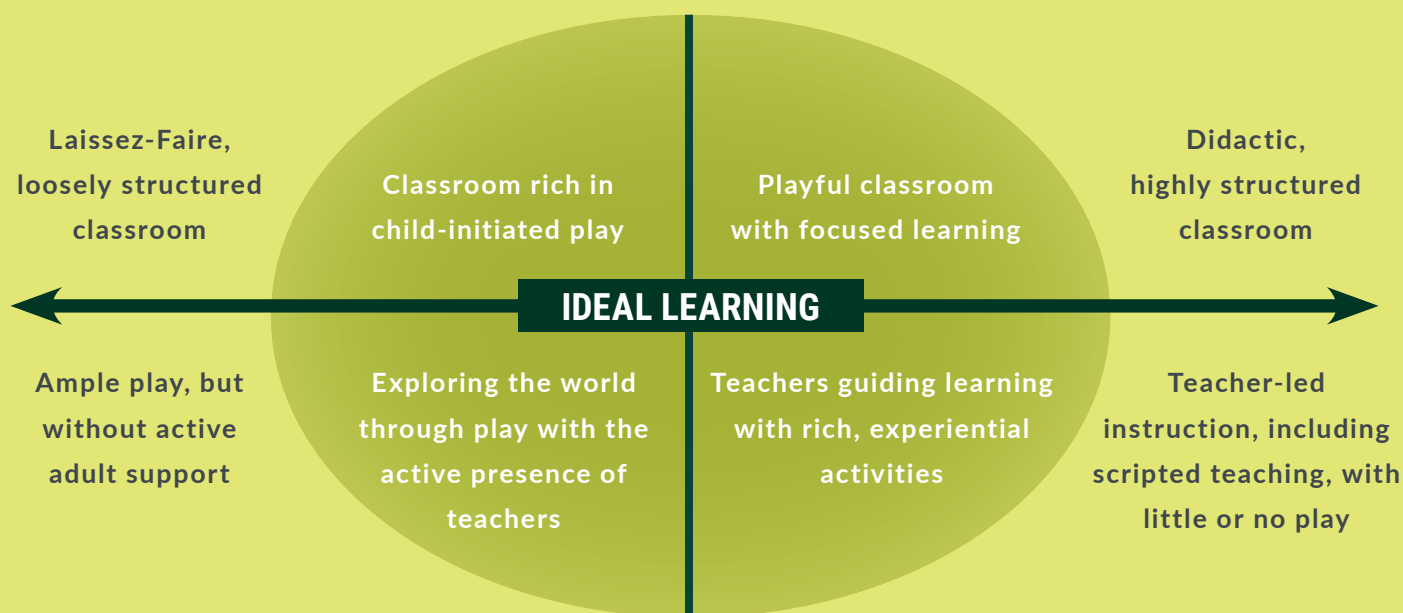 Laissez-Faire,
loosely structured
classroom
Classroom rich in
child-initiated play
Playful classroom
with focused learning
Didactic,
highly structured
classroom
IDEAL LEARNING
Ample play, but
without active
adult support
Exploring the world
through play with the
active presence of
teachers
Teachers guiding learning
with rich, experiential
activities
Teacher-led
instruction, including
scripted teaching, with
little or no play